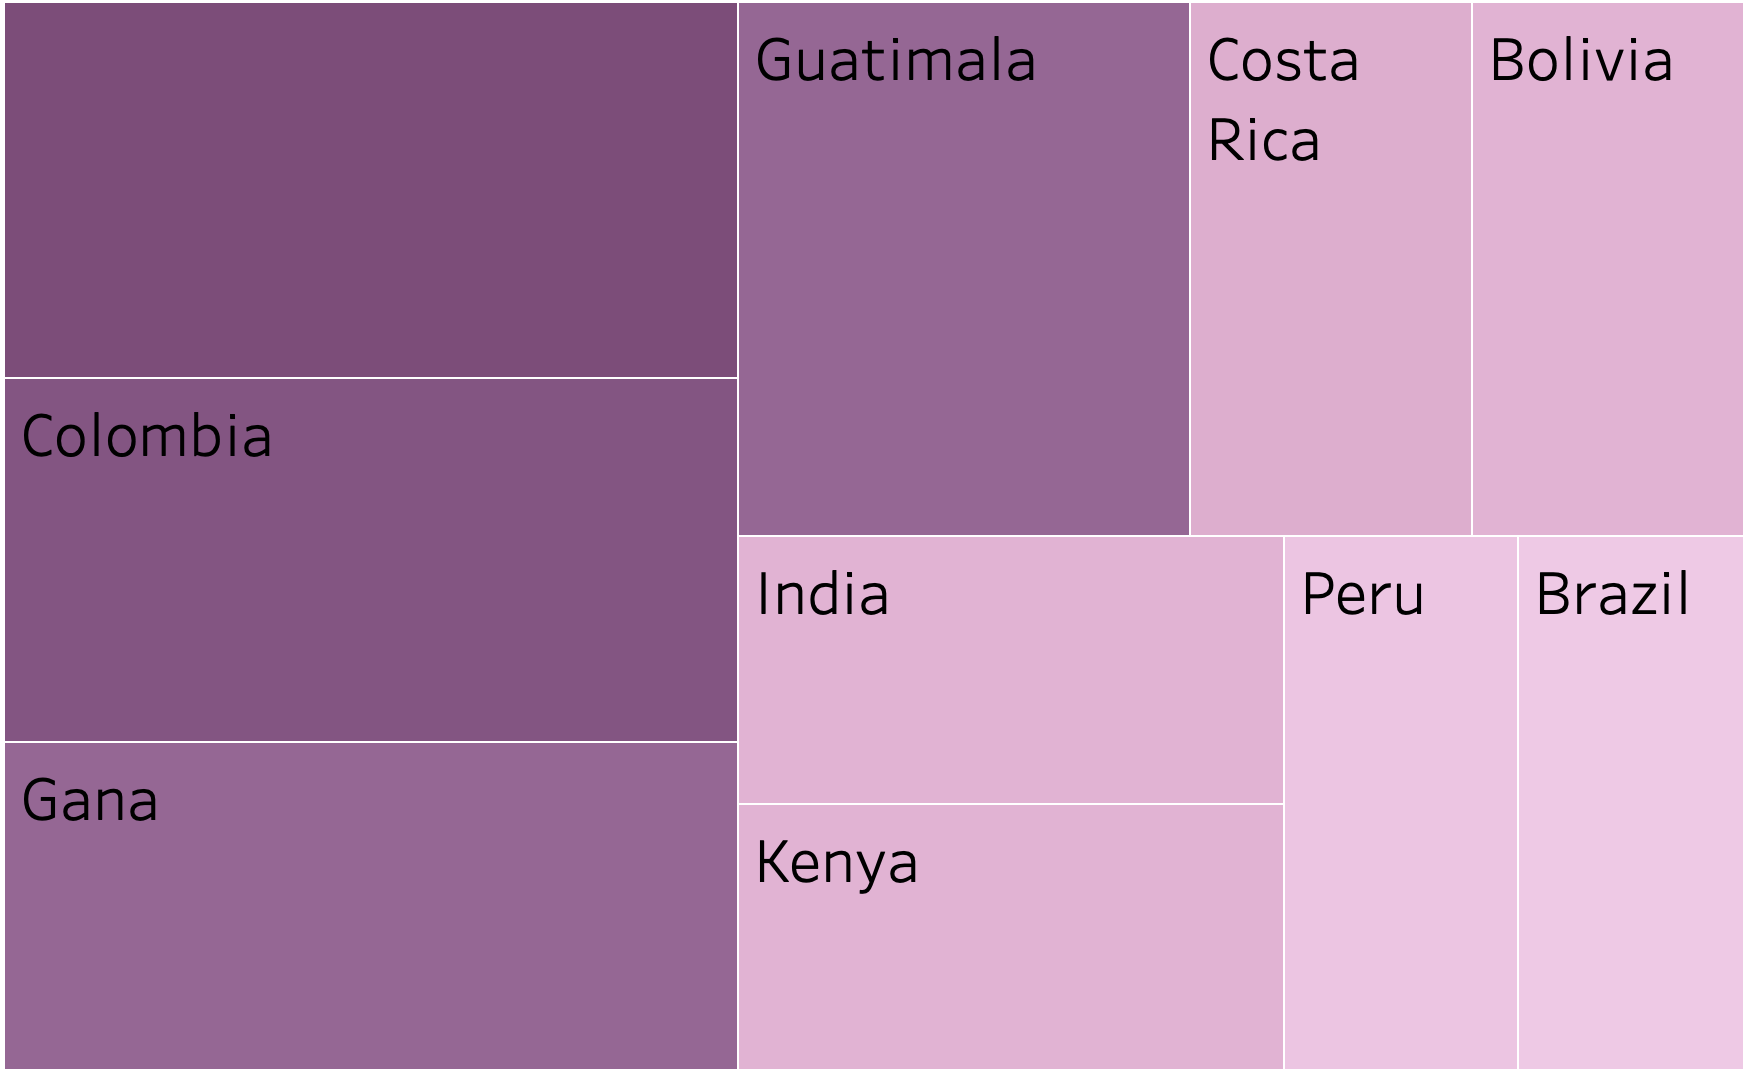 Guatimala
Costa
Rica
Bolivia
Colombia
India
Peru
Brazil
Gana
Kenya